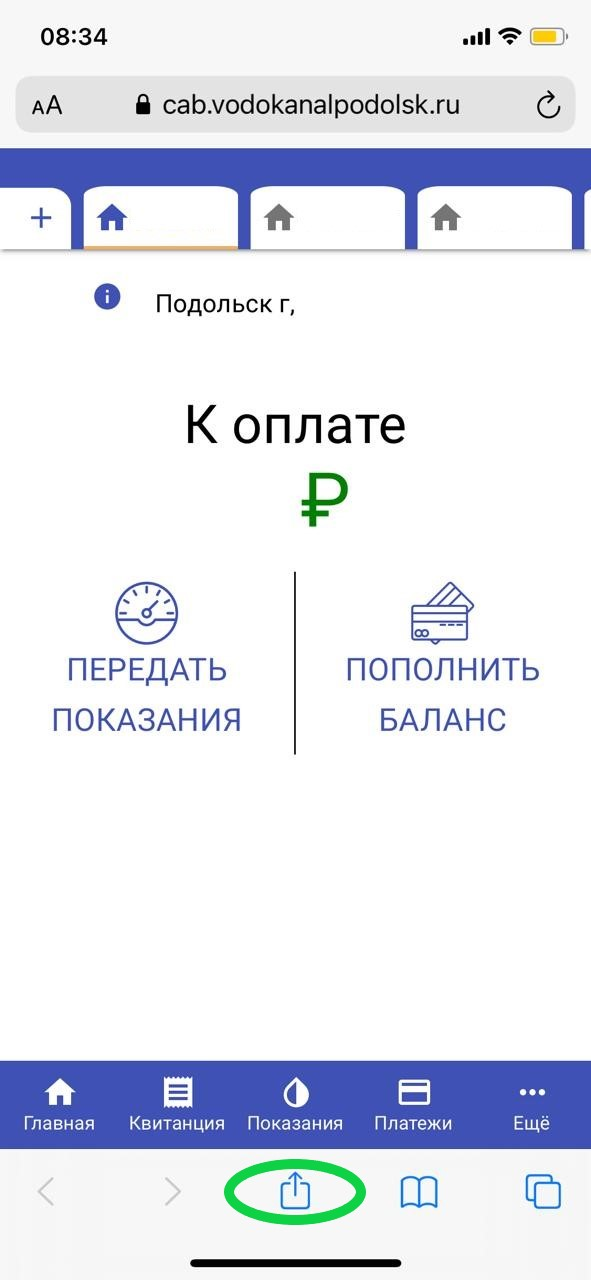 08:34
AA cab.vodokanalpodolsk.ru
Подольск г,
К оплате
₽
ПЕРЕДАТЬ ПОКАЗАНИЯ
ПОПОЛНИТЬ БАЛАНС
Главная Квитанция Показания Платежи Ещё